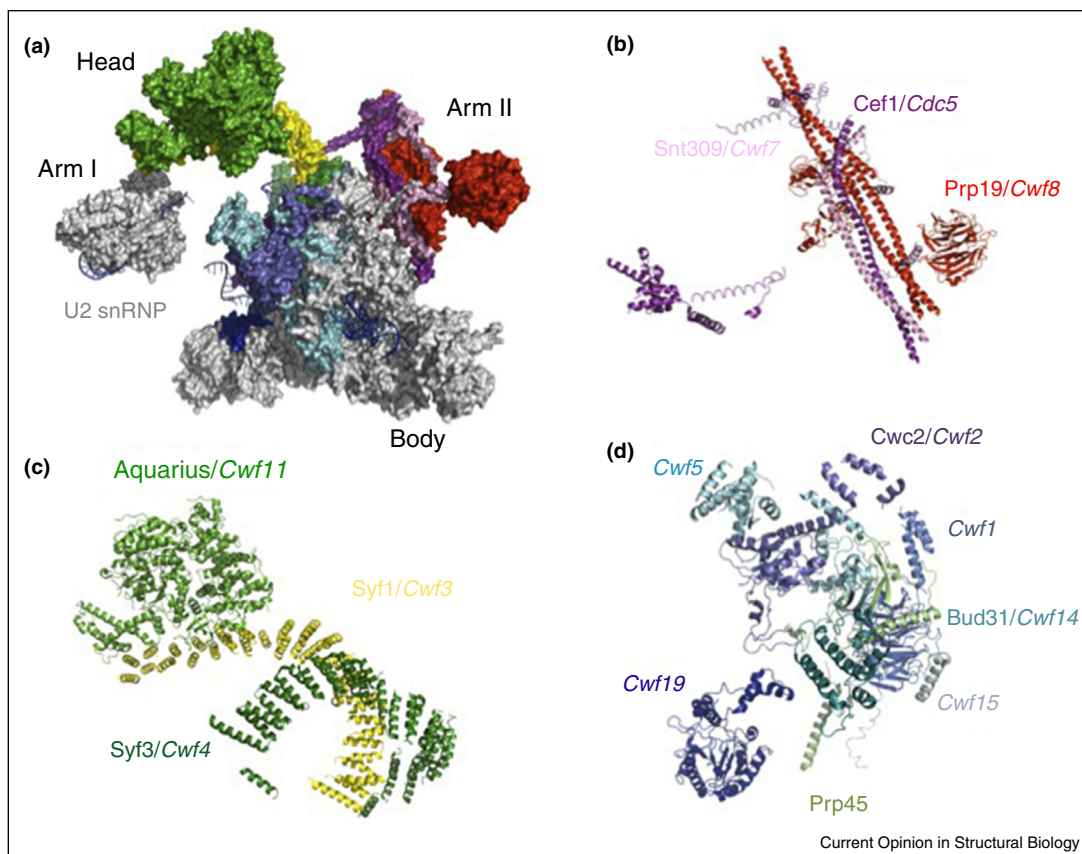 (a)
Head
Arm II
Arm I
U2 snRNP
Body
(b)
Cef1/Cdc5
Snt309/Cwf7
Prp19/Cwf8
(c)
Aquarius/Cwf11
Syf1/Cwf3
Syf3/Cwf4
(d)
Cwc2/Cwf2
Cwf5
Cwf1
Bud31/Cwf14
Cwf19
Cwf15
Prp45
Current Opinion in Structural Biology